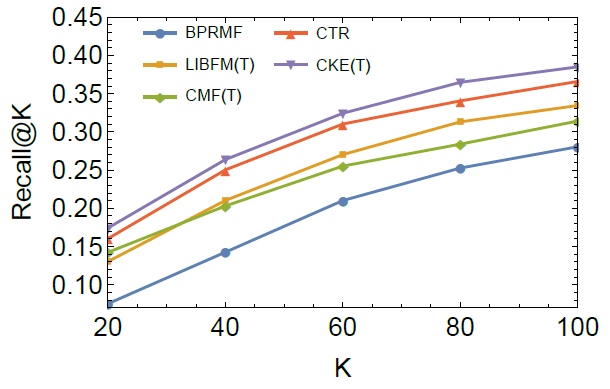 0.45
0.40
0.35
0.30
0.25
0.20
0.15
0.10
Recall@K
BPRMF
CTR
LIBFM(T)
CKE(T)
CMF(T)
20 40 60 80 100
K